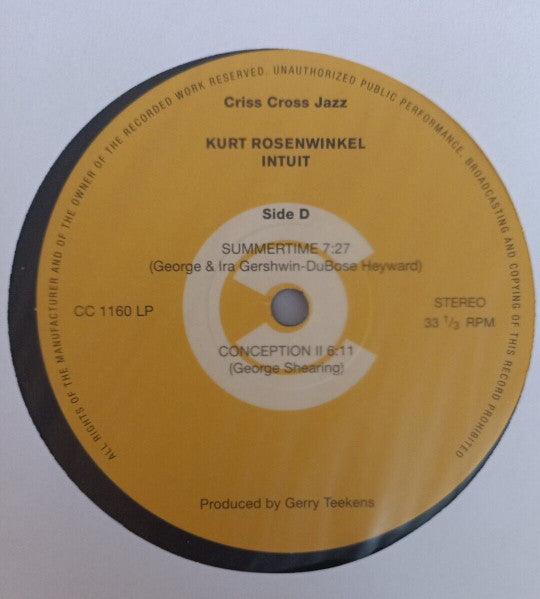 ALL RIGHTS OF THE MANUFACTURER AND OF THE OWNER OF THE RECORDED WORK RESERVED. UNAUTHORIZED PUBLIC PERFORMANCE. BROADCASTING AND COPYING OF THIS RECORD PROHIBITED
Criss Cross Jazz
KURT ROSENWINKEL
INTUIT
Side D
SUMMERTIME 7:27
(George & Ira Gershwin-DuBose Heyward)
CC 1160 LP
STEREO
33 1/3 RPM
CONCEPTION II 6:11
(George Shearing)
Produced by Gerry Teekens